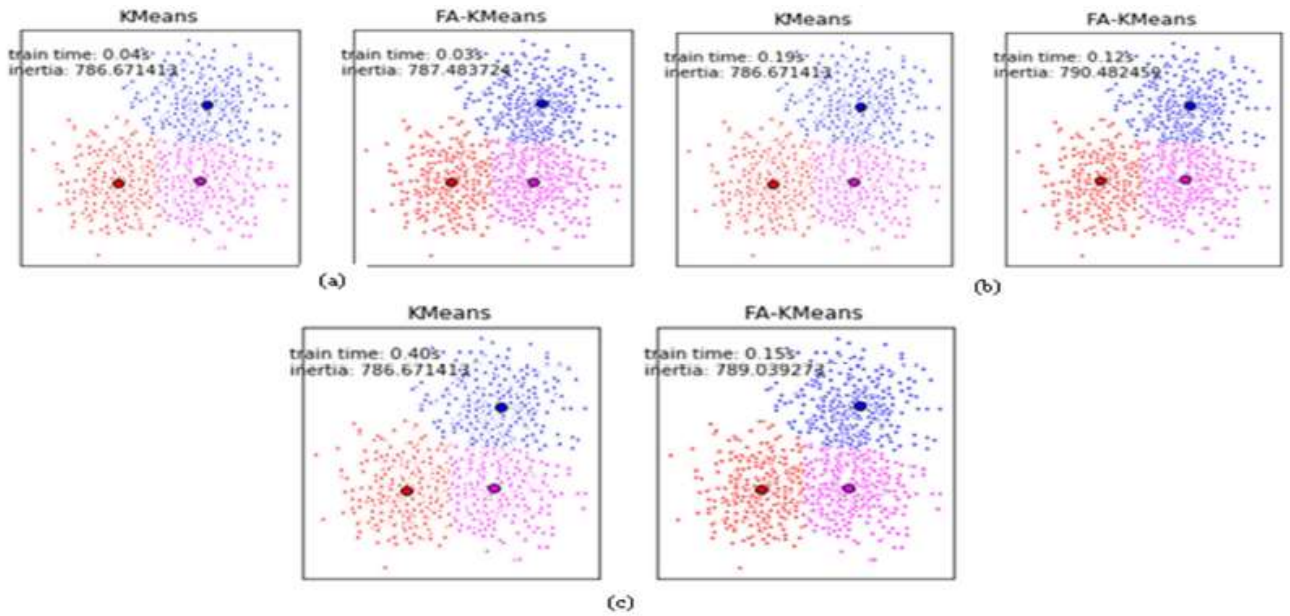 KMeans
train time: 0.04s
inertia: 786.671413
FA-KMeans
train time: 0.03s
inertia: 787.483724
(a)
KMeans
train time: 0.19s
inertia: 786.671413
FA-KMeans
train time: 0.12s
inertia: 790.482459
(b)
KMeans
train time: 0.40s
inertia: 786.671413
FA-KMeans
train time: 0.15s
inertia: 789.039273
(c)